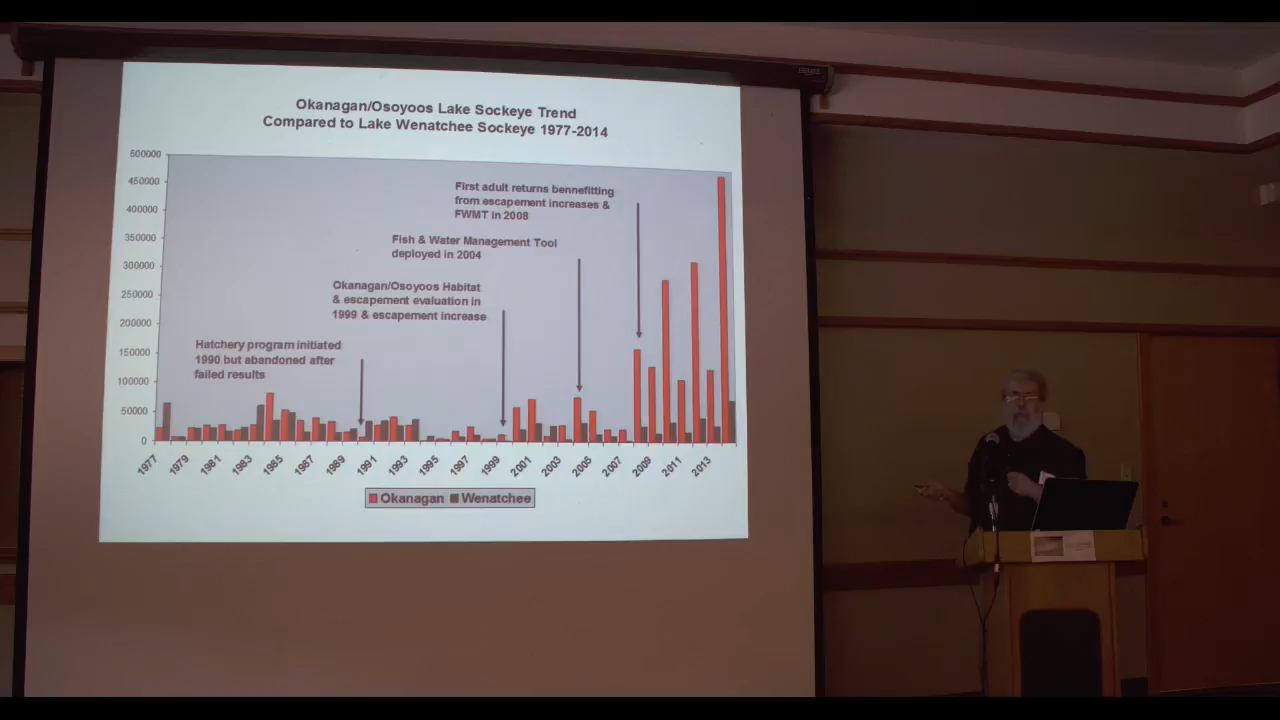 Okanagan/Osoyoos Lake Sockeye Trend
Compared to Lake Wenatchee Sockeye 1977-2014
500000
450000
400000
350000
300000
250000
200000
150000
100000
50000
0
First adult returns bennefitting
from escapement increases &
FWMT in 2008
Fish & Water Management Tool
deployed in 2004
Okanagan/Osoyoos Habitat
& escapement evaluation in
1999 & escapement increase
Hatchery program initiated
1990 but abandoned after
failed results
1977 1979 1981 1983 1985 1987 1989 1991 1993 1995 1997 1999 2001 2003 2005 2007 2009 2011 2013
Okanagan Wenatchee